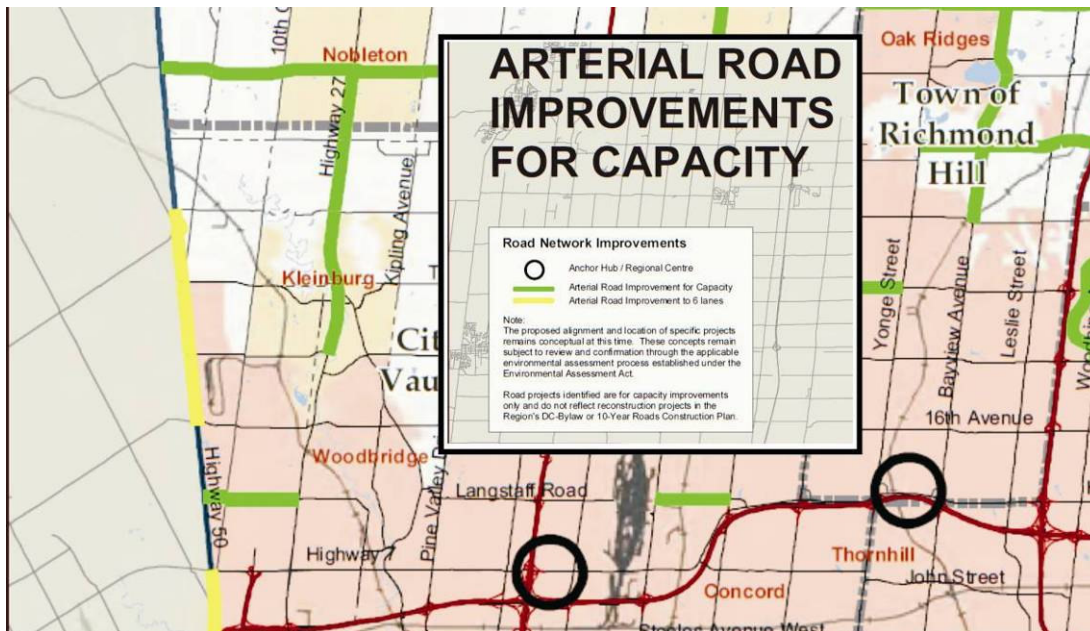 10th C
Nobleton
Highway 27
Kipling Avenue
Kleinburg
T
Cit
Vau
Woodbridge
Highway 50
Pine Valley D
Langstaff Road
Highway 7
ARTERIAL ROAD
IMPROVEMENTS
FOR CAPACITY
Road Network Improvements
Anchor Hub / Regional Centre
Arterial Road Improvement for Capacity
Arterial Road Improvement to 6 lanes
Note:
The proposed alignment and location of specific projects
remains conceptual at this time. These concepts remain
subject to review and confirmation through the applicable
environmental assessment process established under the
Environmental Assessment Act.
Road projects identified are for capacity improvements
only and do not reflect reconstruction projects in the
Region's DC-Bylaw or 10-Year Roads Construction Plan.
Oak Ridges
Town of
Richmond
Hill
Yonge Street
Bayview Avenue
Leslie Street
Woodbin
16th Avenue
Thornhill
John Street
Concord
Steeles Avenue West